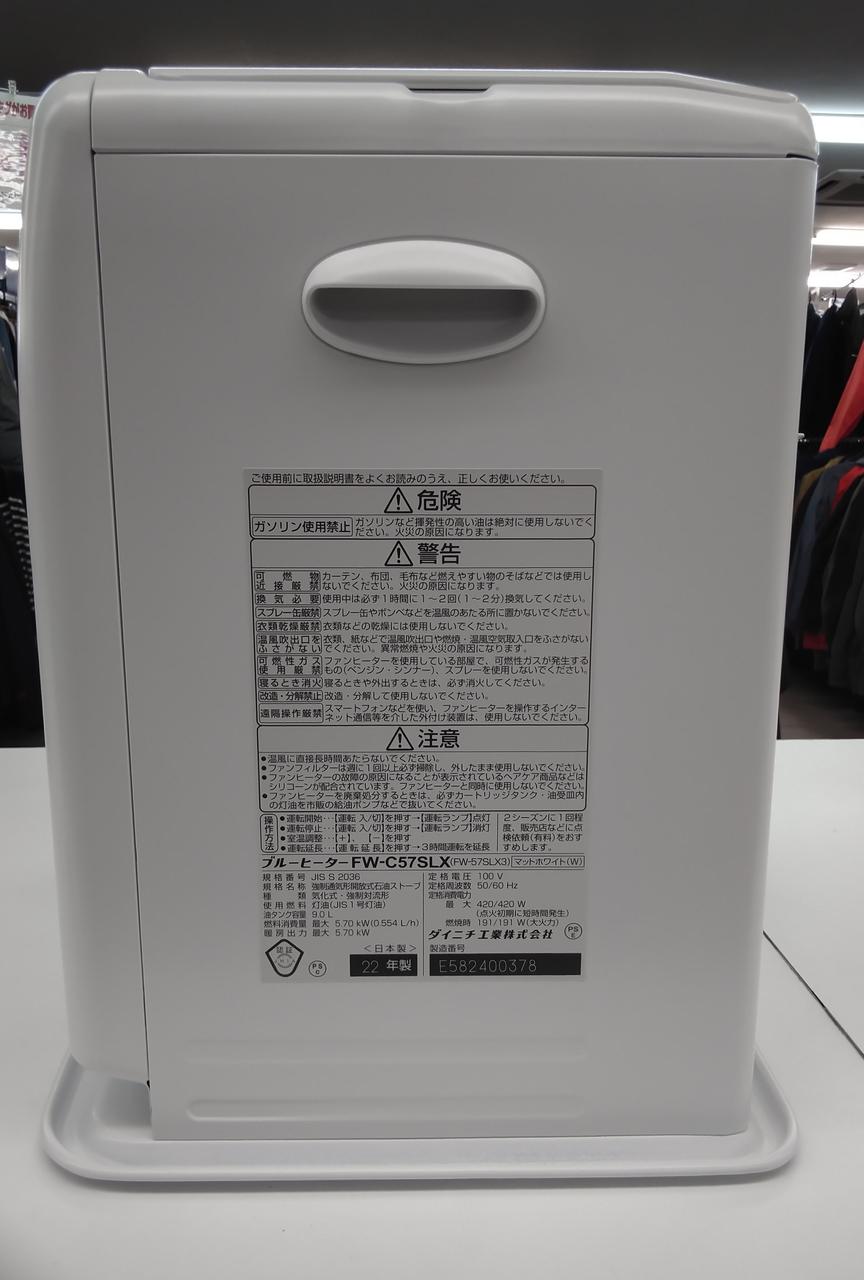 ご使用前に取扱説明書をよくお読みのうえ、正しくお使いください。
危険
ガソリン使用禁止 ガソリンなど揮発性の高い油は絶対に使用しないでく
ださい。火災の原因になります。
警告
可燃物 カーテン、布団、毛布など燃えやすい物のそばなどでは使用し
近接厳禁 ないでください。火災の原因になります。
換気必要 使用中は必ず1時間に1~2回(1~2分)換気してください。
スプレー缶厳禁 スプレー缶やボンベなどを温風のあたる所に置かないでください。
衣類乾燥厳禁 衣類などの乾燥には使用しないでください。
温風吹出口を 衣類、紙などで温風吹出口や燃焼・温風空気取入口をふさがない
ふさがない でください。異常燃焼や火災の原因になります。
可燃性ガス ファンヒーターを使用している部屋で、可燃性ガスが発生する
使用厳禁 もの(ベンジン・シンナー)、スプレーを使用しないでください。
寝るとき消火 寝るときや外出するときは、必ず消火してください。
改造・分解禁止 改造・分解して使用しないでください。
遠隔操作厳禁 スマートフォンなどを使い、ファンヒーターを操作するインター
ネット通信等を介した外付け装置は、使用しないでください。
注意
●温風に直接長時間あたらないでください。
●ファンフィルターは週に1回以上必ず掃除し、外したまま使用しないでください。
●ファンヒーターの故障の原因になることが表示されているヘアケア商品などは
シリコーンが配合されています。ファンヒーターと同時に使用しないでください。
●ファンヒーターを廃棄処分するときは、必ずカートリッジタンク・油受皿内
の灯油を市販の給油ポンプなどで抜いてください。
操作方法
●運転開始…【運転 入/切】を押す→【運転ランプ】点灯
●運転停止…【運転 入/切】を押す→【運転ランプ】消灯
●室温調整…【+】、【-】を押す
●運転延長…【運転延長】を押す→3時間運転を延長
2シーズンに1回程
度、販売店などに点
検依頼(有料)をおす
すめします。
ブルーヒーター FW-C57SLX (FW-57SLX3) マットホワイト(W)
規格番号 JIS S 2036
規格名称 強制通気形開放式石油ストーブ
種類 気化式・強制対流形
使用燃料 灯油(JIS1号灯油)
油タンク容量 9.0 L
燃料消費量 最大 5.70 kW(0.554 L/h)
暖房出力 最大 5.70 kW
定格電圧 100 V
定格周波数 50/60 Hz
定格消費電力
最大 420/420 W
(点火初期に短時間発生)
燃焼時 191/191 W(大火力)
ダイニチ工業株式会社
PS
E
認証
PS
C
<日本製>
22 年製
製造番号
E582400378